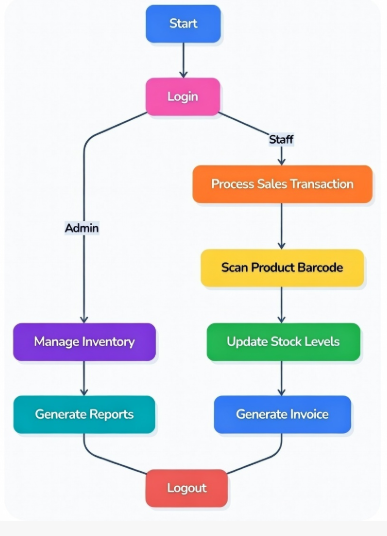 Start
Login
Staff
Process Sales Transaction
Admin
Scan Product Barcode
Manage Inventory
Update Stock Levels
Generate Reports
Generate Invoice
Logout